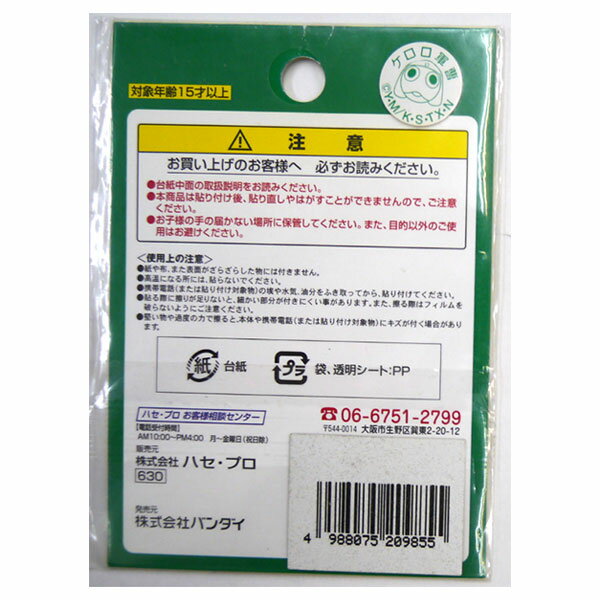 対象年齢15才以上
ケロロ軍曹
©Y・M/K・S・TX・N
注意
お買い上げのお客様へ 必ずお読みください。
●台紙中面の取扱説明をお読みください。
●本商品は貼り付け後、貼り直しやはがすことができませんので、ご注意
ください。
●お子様の手の届かない場所に保管してください。また、目的以外のご使
用はお避けください。
<使用上の注意>
●紙や布、また表面がざらざらした物には付きません。
●高温になる所には、貼らないでください。
●携帯電話(または貼り付け対象物)の埃や水気、油分をふき取ってから、貼り付けてください。
●貼る際に擦りが足りないと、細かい部分が付きにくい事があります。また、擦る際はフィルムを
破らないようにご注意ください。
●堅い物や過度の力で擦ると、本体や携帯電話(または貼り付け対象物)にキズが付く場合があり
ます。
紙 台紙 プラ 袋、透明シート:PP
ハセ・プロ お客様相談センター
☎06-6751-2799
【電話受付時間】
〒544-0014 大阪市生野区巽東2-20-12
AM10:00~PM4:00 月~金曜日(祝日除)
販売元
株式会社 ハセ・プロ
630
発売元
株式会社バンダイ
4 988075 209855